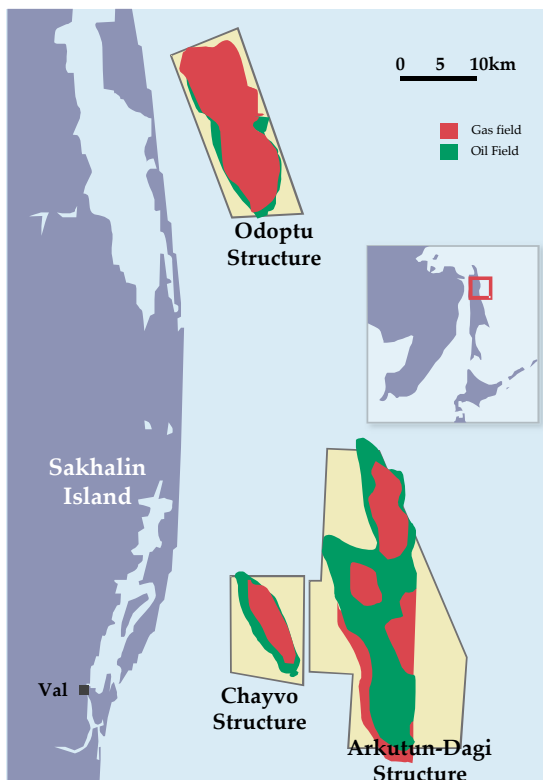 0 5 10km
Gas field
Oil Field
Odoptu
Structure
Sakhalin
Island
Val
Chayvo
Structure
Arkutun-Dagi
Structure